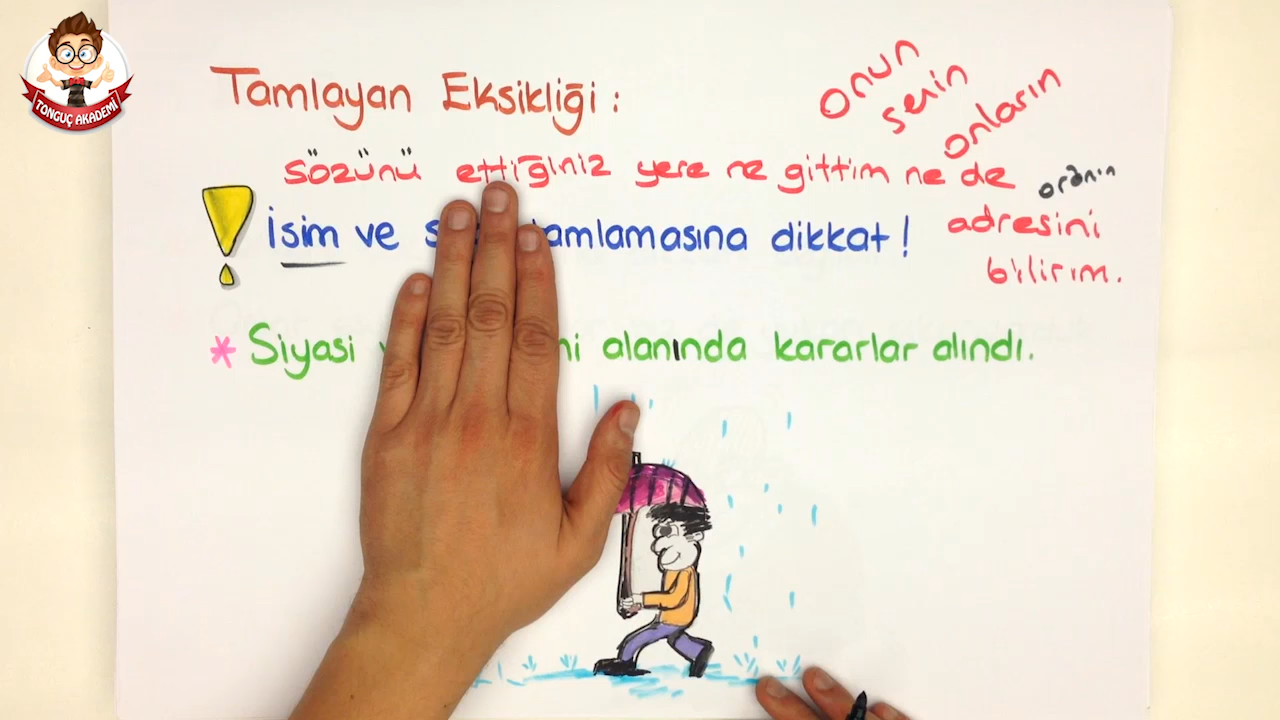 TONGUÇ AKADEMİ
Tamlayan Eksikliği :
onun
senin
onların
sözünü ettiğiniz yere ne gittim ne de
oranın
adresini
bilirim.
İsim ve tamlamasına dikkat !
* Siyasi alanında kararlar alındı.